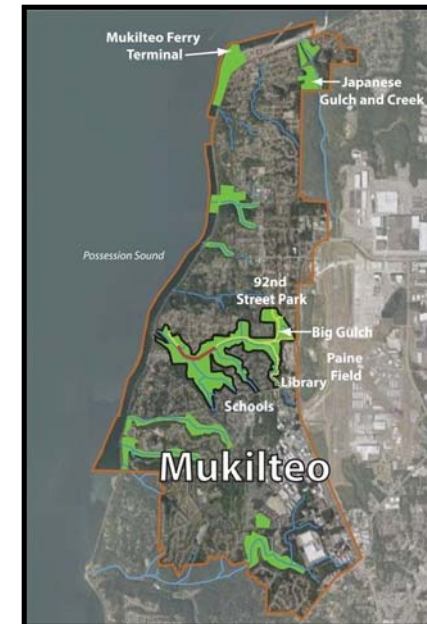 Mukilteo Ferry
Terminal
Japanese
Gulch and Creek
Possession Sound
92nd
Street Park
Big Gulch
Paine
Field
Library
Schools
Mukilteo